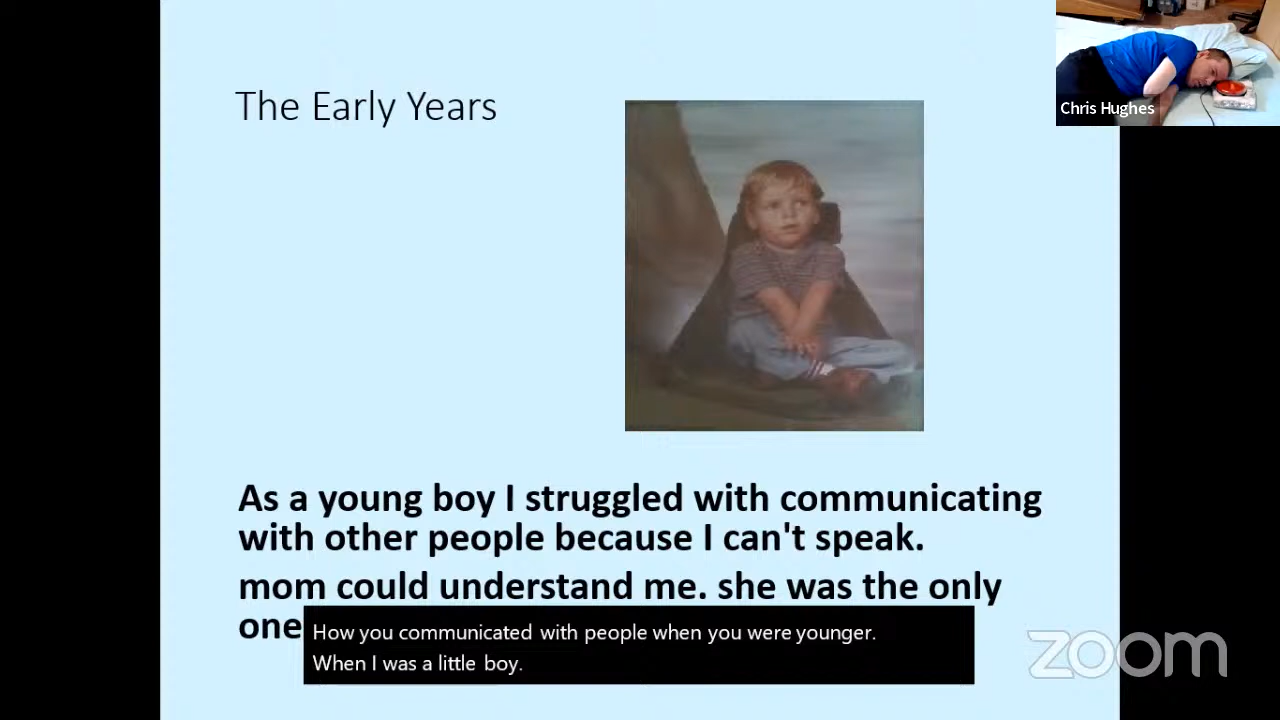 The Early Years
Chris Hughes
As a young boy I struggled with communicating
with other people because I can't speak.
mom could understand me. she was the only
one
How you communicated with people when you were younger.
When I was a little boy.
zoom